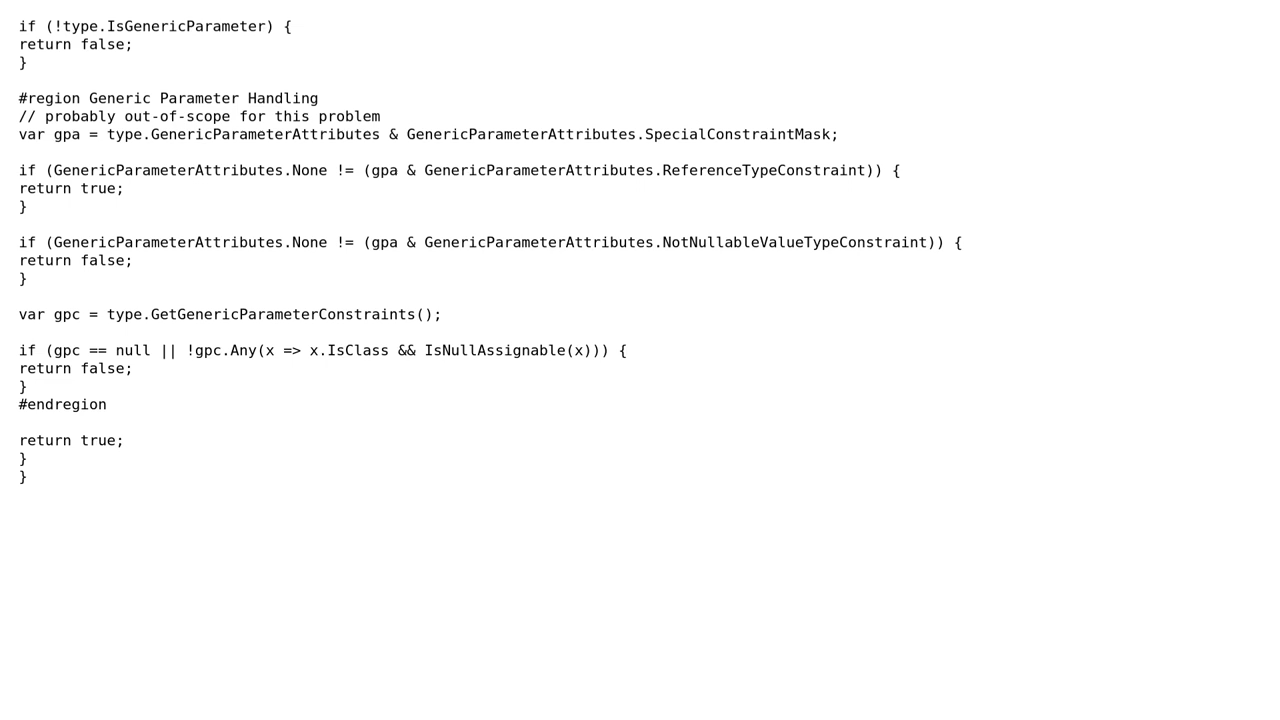 if (!type.IsGenericParameter) {
return false;
}
#region Generic Parameter Handling
// probably out-of-scope for this problem
var gpa = type.GenericParameterAttributes & GenericParameterAttributes.SpecialConstraintMask;
if (GenericParameterAttributes.None != (gpa & GenericParameterAttributes.ReferenceTypeConstraint)) {
return true;
}
if (GenericParameterAttributes.None != (gpa & GenericParameterAttributes.NotNullableValueTypeConstraint)) {
return false;
}
var gpc = type.GetGenericParameterConstraints();
if (gpc == null || !gpc.Any(x => x.IsClass && IsNullAssignable(x))) {
return false;
}
#endregion
return true;
}
}